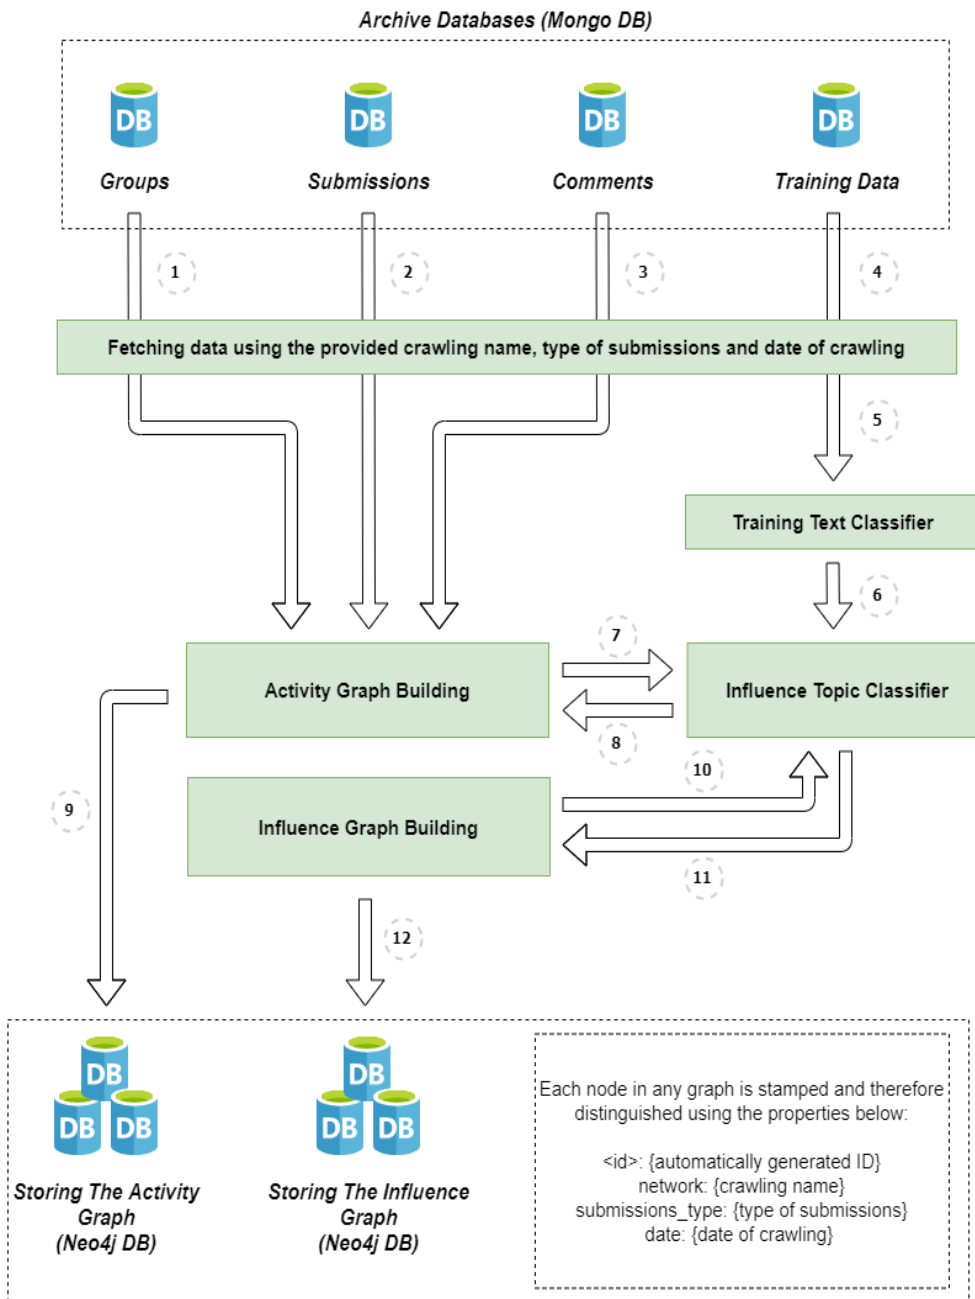 Archive Databases (Mongo DB)
DB
DB
DB
DB
Groups
Submissions
Comments
Training Data
1
2
3
4
Fetching data using the provided crawling name, type of submissions and date of crawling
5
Training Text Classifier
6
7
Activity Graph Building
Influence Topic Classifier
8
10
9
Influence Graph Building
11
12
DB
DB
DB
DB
DB
DB
Storing The Activity
Graph
(Neo4j DB)
Storing The Influence
Graph
(Neo4j DB)
Each node in any graph is stamped and therefore
distinguished using the properties below:
<id>: {automatically generated ID}
network: {crawling name}
submissions_type: {type of submissions}
date: {date of crawling}